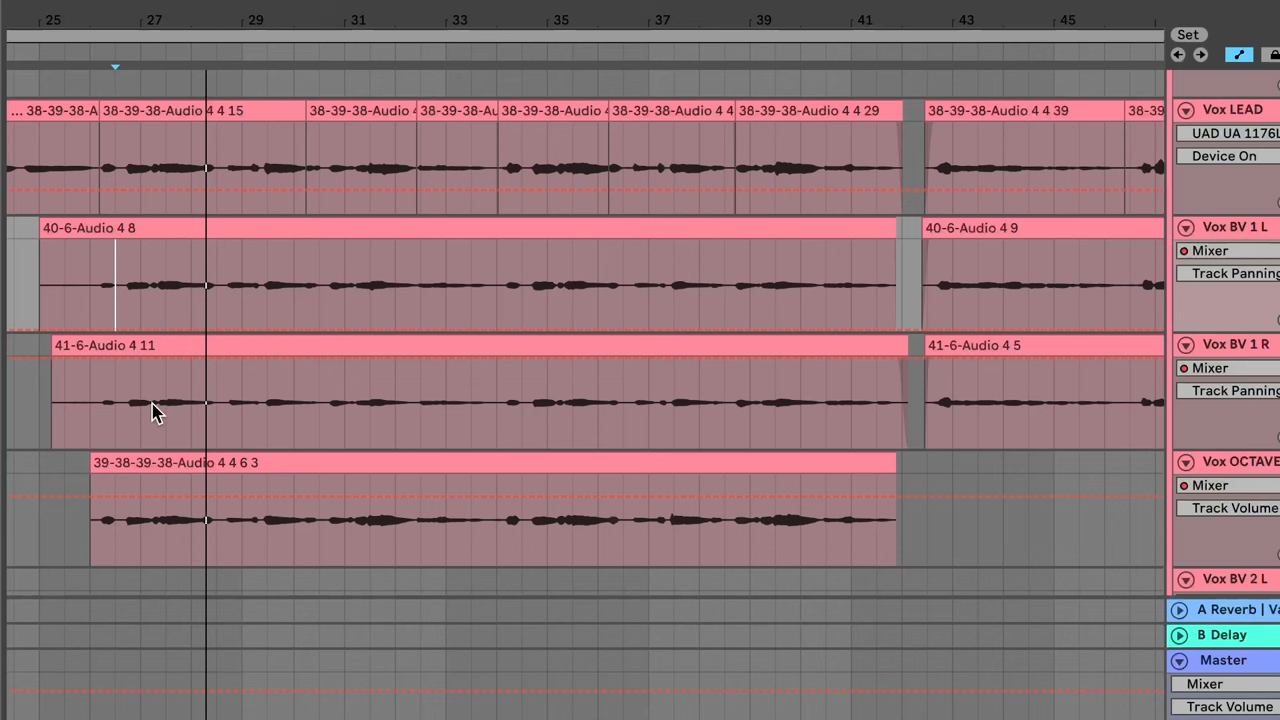 25 27 29 31 33 35 37 39 41 43 45
Set
... 38-39-38-A 38-39-38-Audio 4 4 15 38-39-38-Audio 38-39-38-Au 38-39-38-Audio 38-39-38-Audio 4 4 38-39-38-Audio 4 4 29 38-39-38-Audio 4 4 39 38-39 Vox LEAD
UAD UA 1176L
Device On
40-6-Audio 4 8 40-6-Audio 4 9 Vox BV 1 L
Mixer
Track Panning
41-6-Audio 4 11 41-6-Audio 4 5 Vox BV 1 R
Mixer
Track Panning
39-38-39-38-Audio 4 4 6 3 Vox OCTAVE
Mixer
Track Volume
Vox BV 2 L
A Reverb | Va
B Delay
Master
Mixer
Track Volume